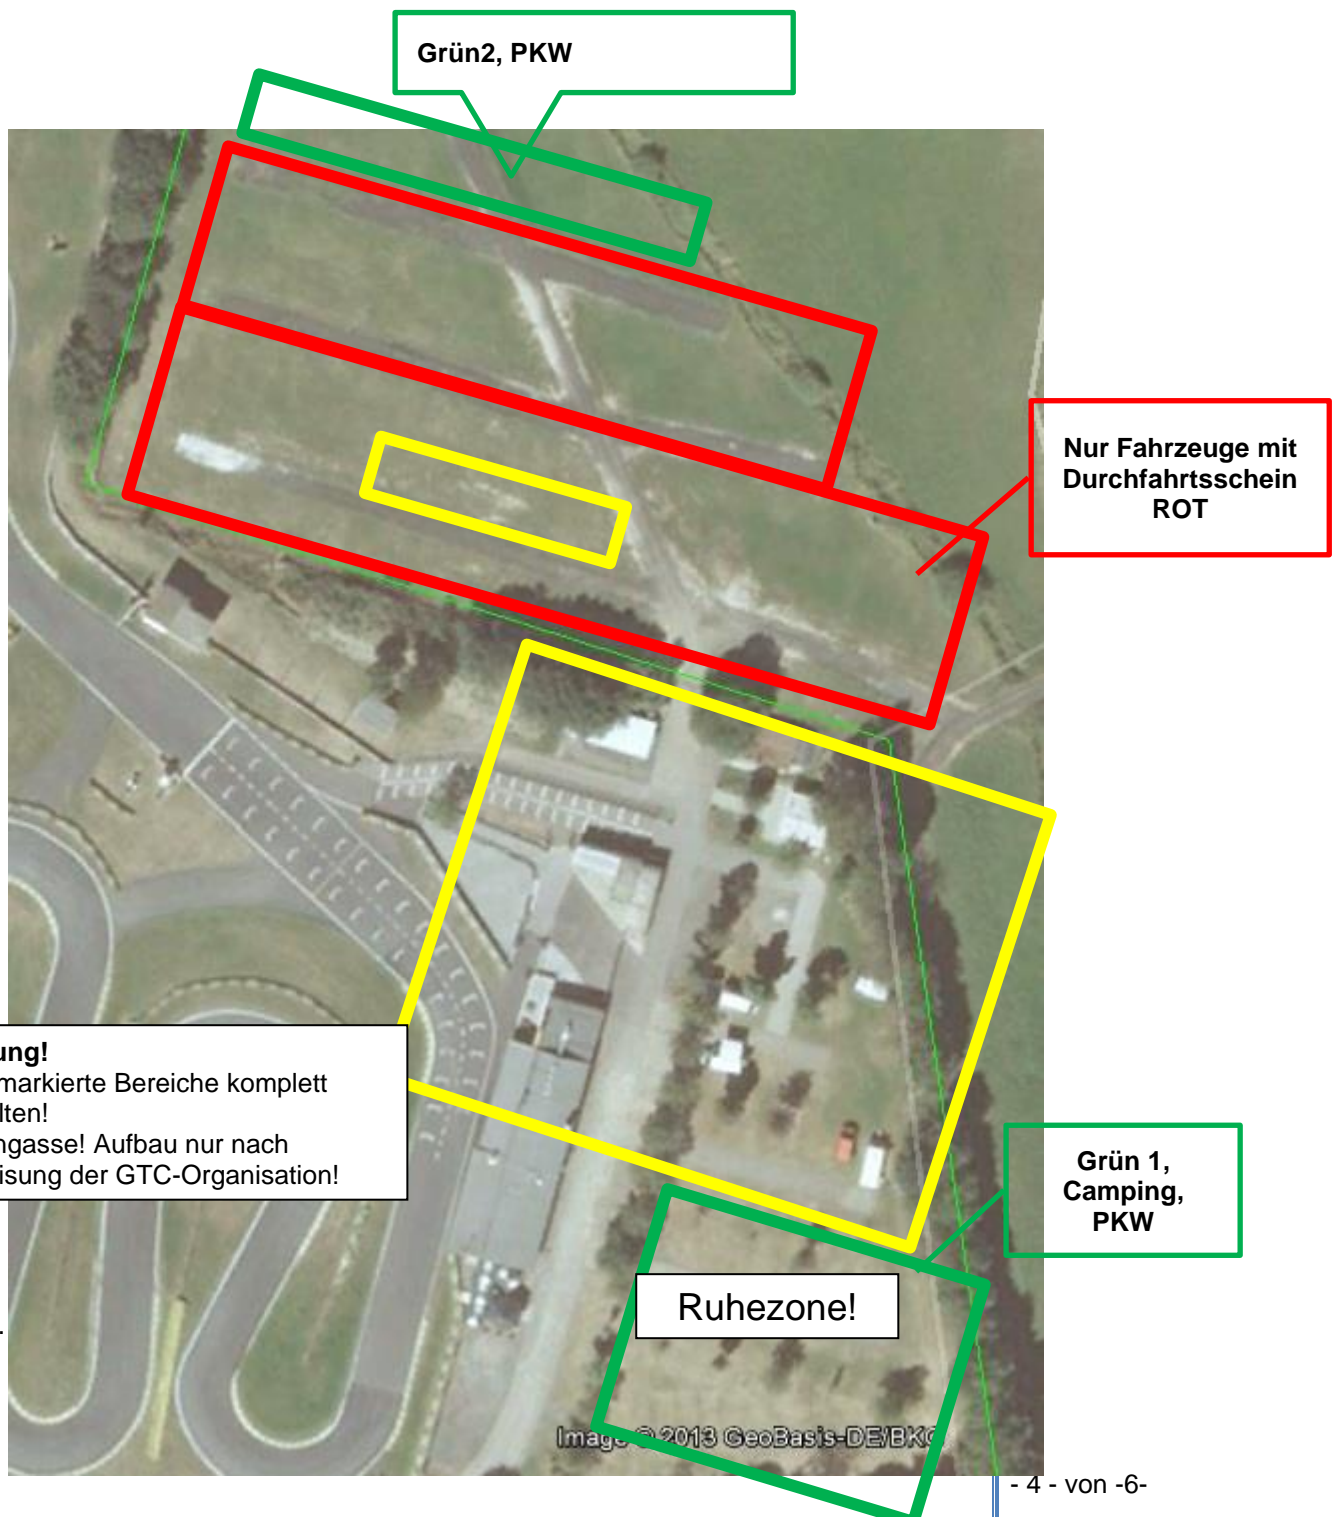 Grün2, PKW
Nur Fahrzeuge mit
Durchfahrtsschein
ROT
ung!
markierte Bereiche komplett
lten!
ngasse! Aufbau nur nach
isung der GTC-Organisation!
Grün 1,
Camping,
PKW
Ruhezone!
Image © 2013 GeoBasis-DE/BKG
- 4 - von -6-